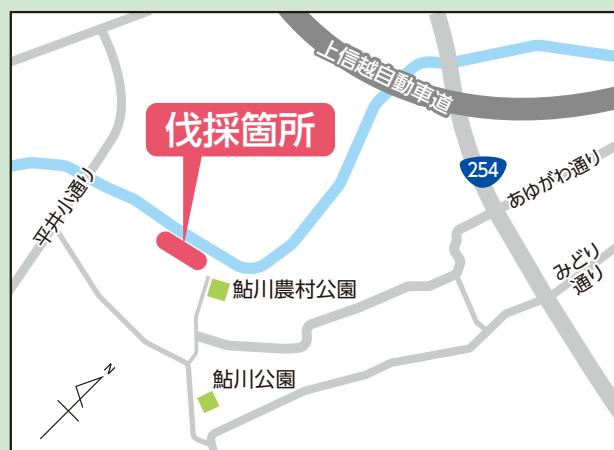 上信越自動車道
伐採箇所
254
あゆがわ通り
平井小通り
みどり
通り
鮎川農村公園
鮎川公園
N